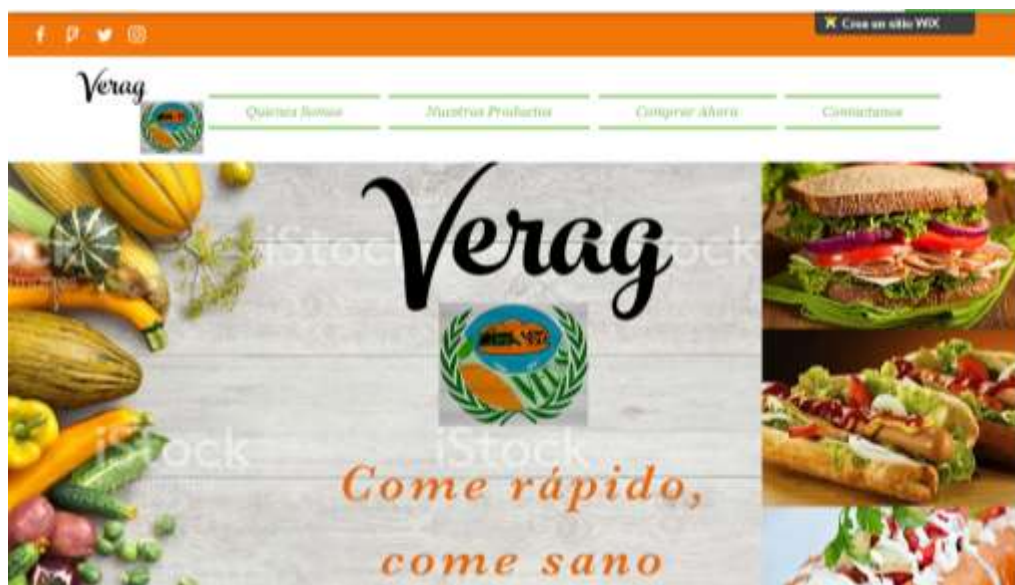 Crea un sitio WIX
Verag
Quienes Somos
Nuestros Productos
Comprar Ahora
Contactanos
Verag
iStock
iStock
iStock
Come rápido,
come sano